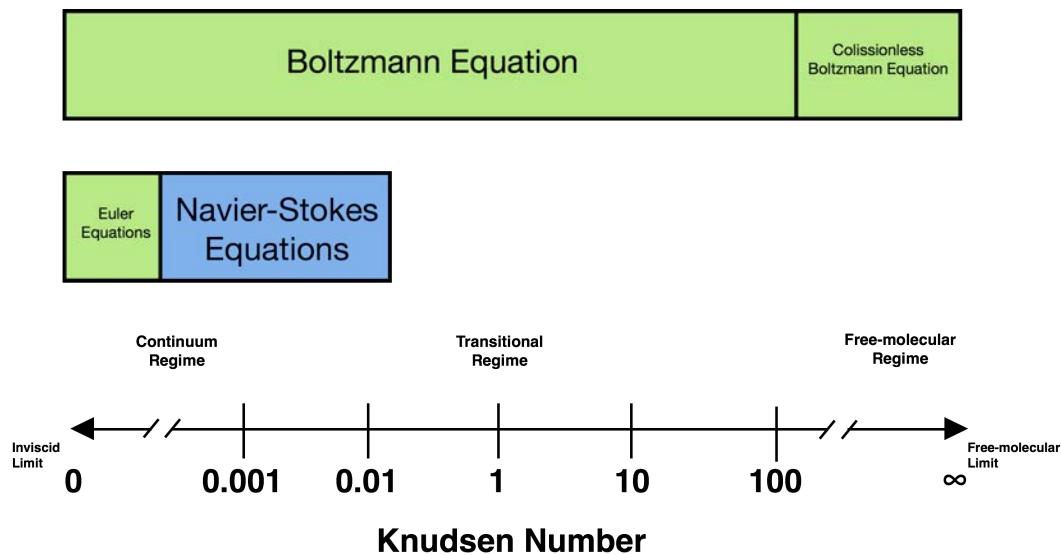 Boltzmann Equation
Colissionless
Boltzmann Equation
Euler
Equations
Navier-Stokes
Equations
Continuum
Regime
Transitional
Regime
Free-molecular
Regime
Inviscid
Limit
Free-molecular
Limit
0 0.001 0.01 1 10 100 ∞
Knudsen Number